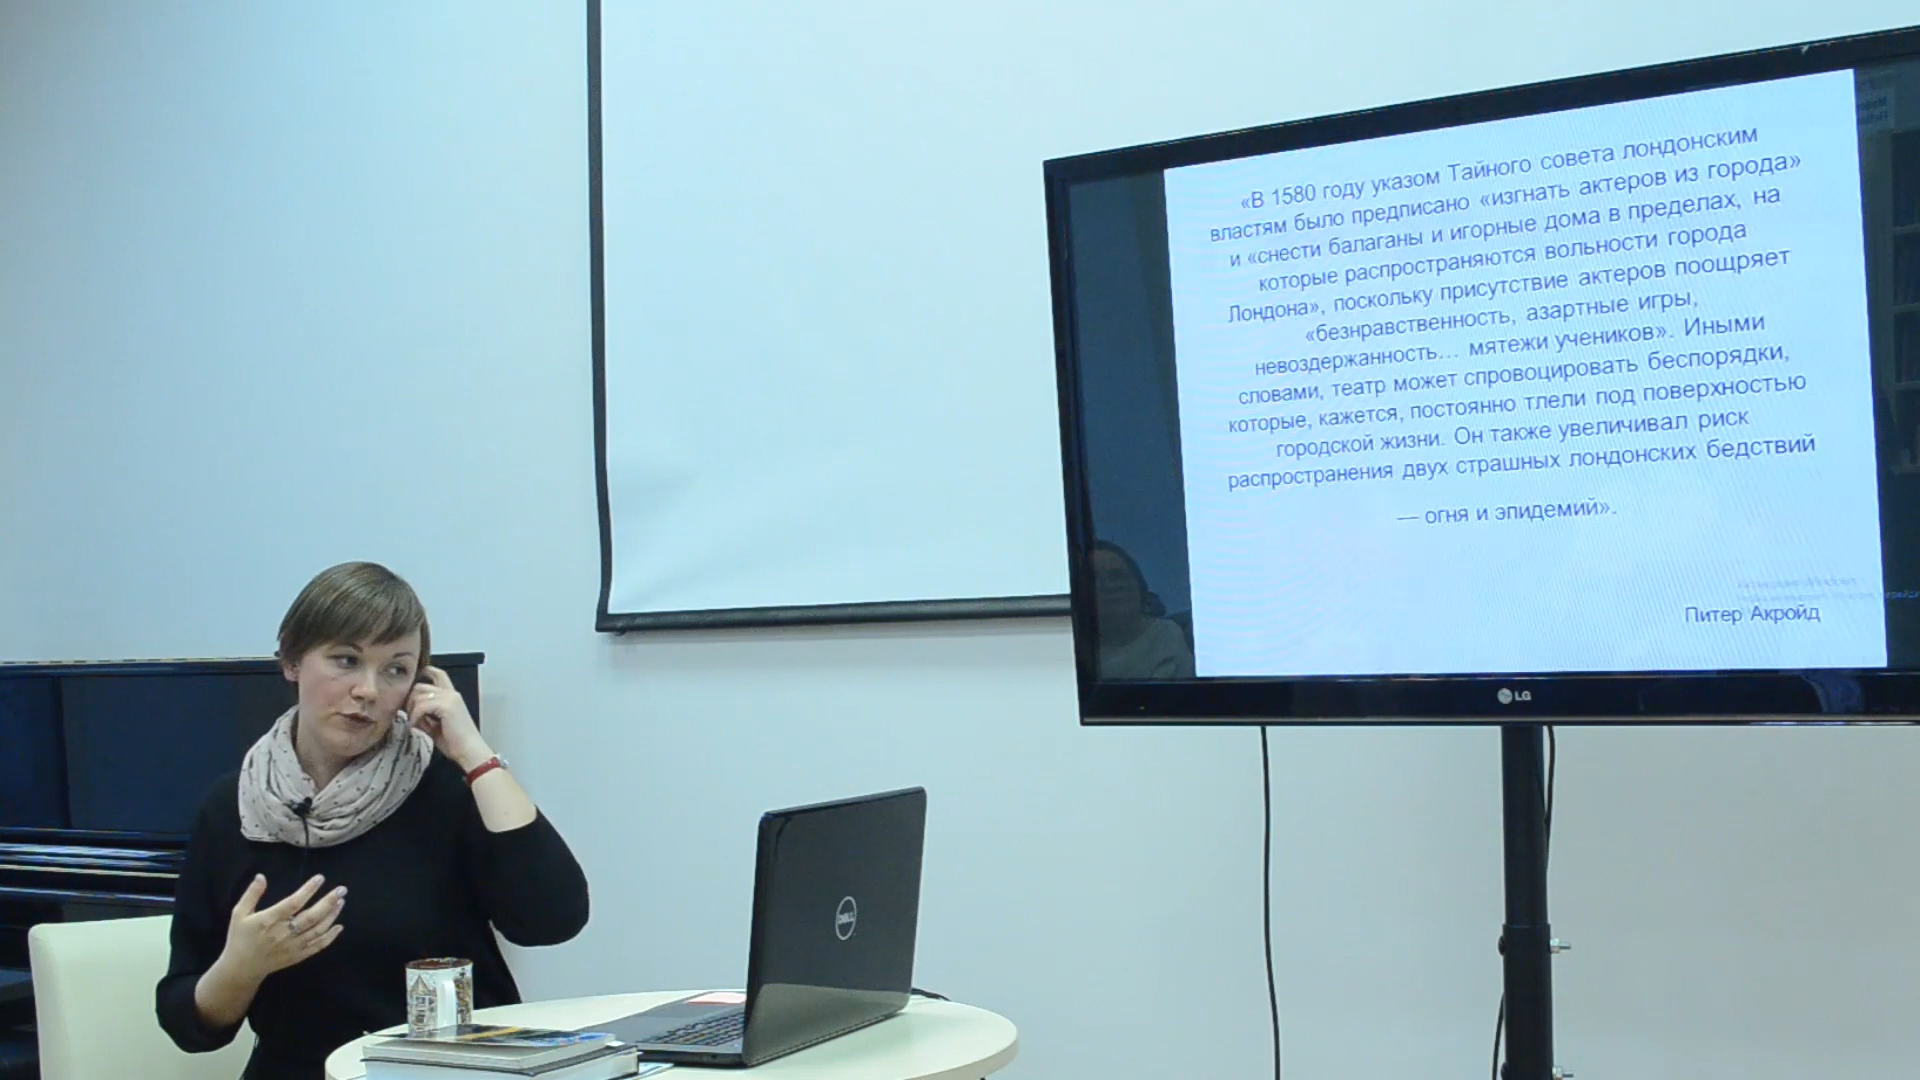 «В 1580 году указом Тайного совета лондонским
властям было предписано «изгнать актеров из города»
и «снести балаганы и игорные дома в пределах, на
которые распространяются вольности города
Лондона», поскольку присутствие актеров поощряет
«безнравственность, азартные игры,
невоздержанность... мятежи учеников». Иными
словами, театр может спровоцировать беспорядки,
которые, кажется, постоянно тлели под поверхностью
городской жизни. Он также увеличивал риск
распространения двух страшных лондонских бедствий
— огня и эпидемий».
Питер Акройд
LG
DELL